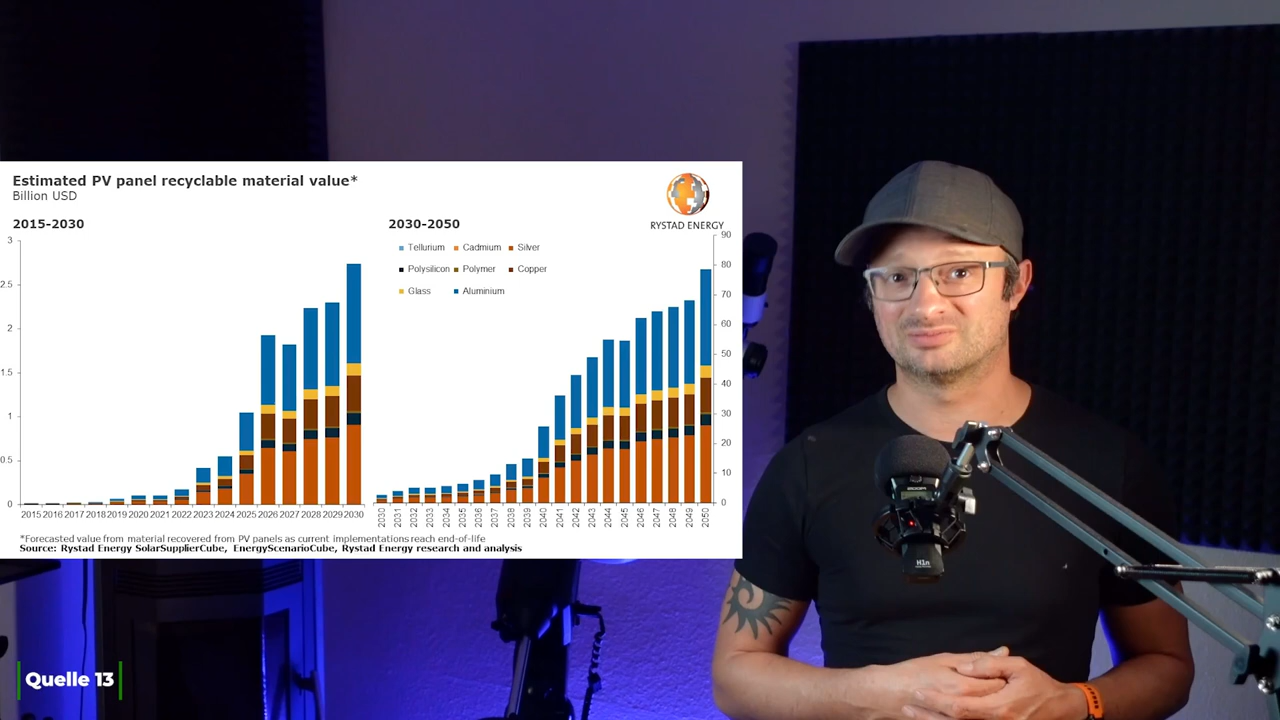 Estimated PV panel recyclable material value*
Billion USD
RYSTAD ENERGY
2015-2030
2030-2050
Tellurium Cadmium Silver
Polysilicon Polymer Copper
Glass Aluminium
3
2.5
2
1.5
1
0.5
0
90
80
70
60
50
40
30
20
10
0
2015 2016 2017 2018 2019 2020 2021 2022 2023 2024 2025 2026 2027 2028 2029 2030
2030 2031 2032 2033 2034 2035 2036 2037 2038 2039 2040 2041 2042 2043 2044 2045 2046 2047 2048 2049 2050
*Forecasted value from material recovered from PV panels as current implementations reach end-of-life
Source: Rystad Energy SolarSupplierCube, EnergyScenarioCube, Rystad Energy research and analysis
H1n
Quelle 13